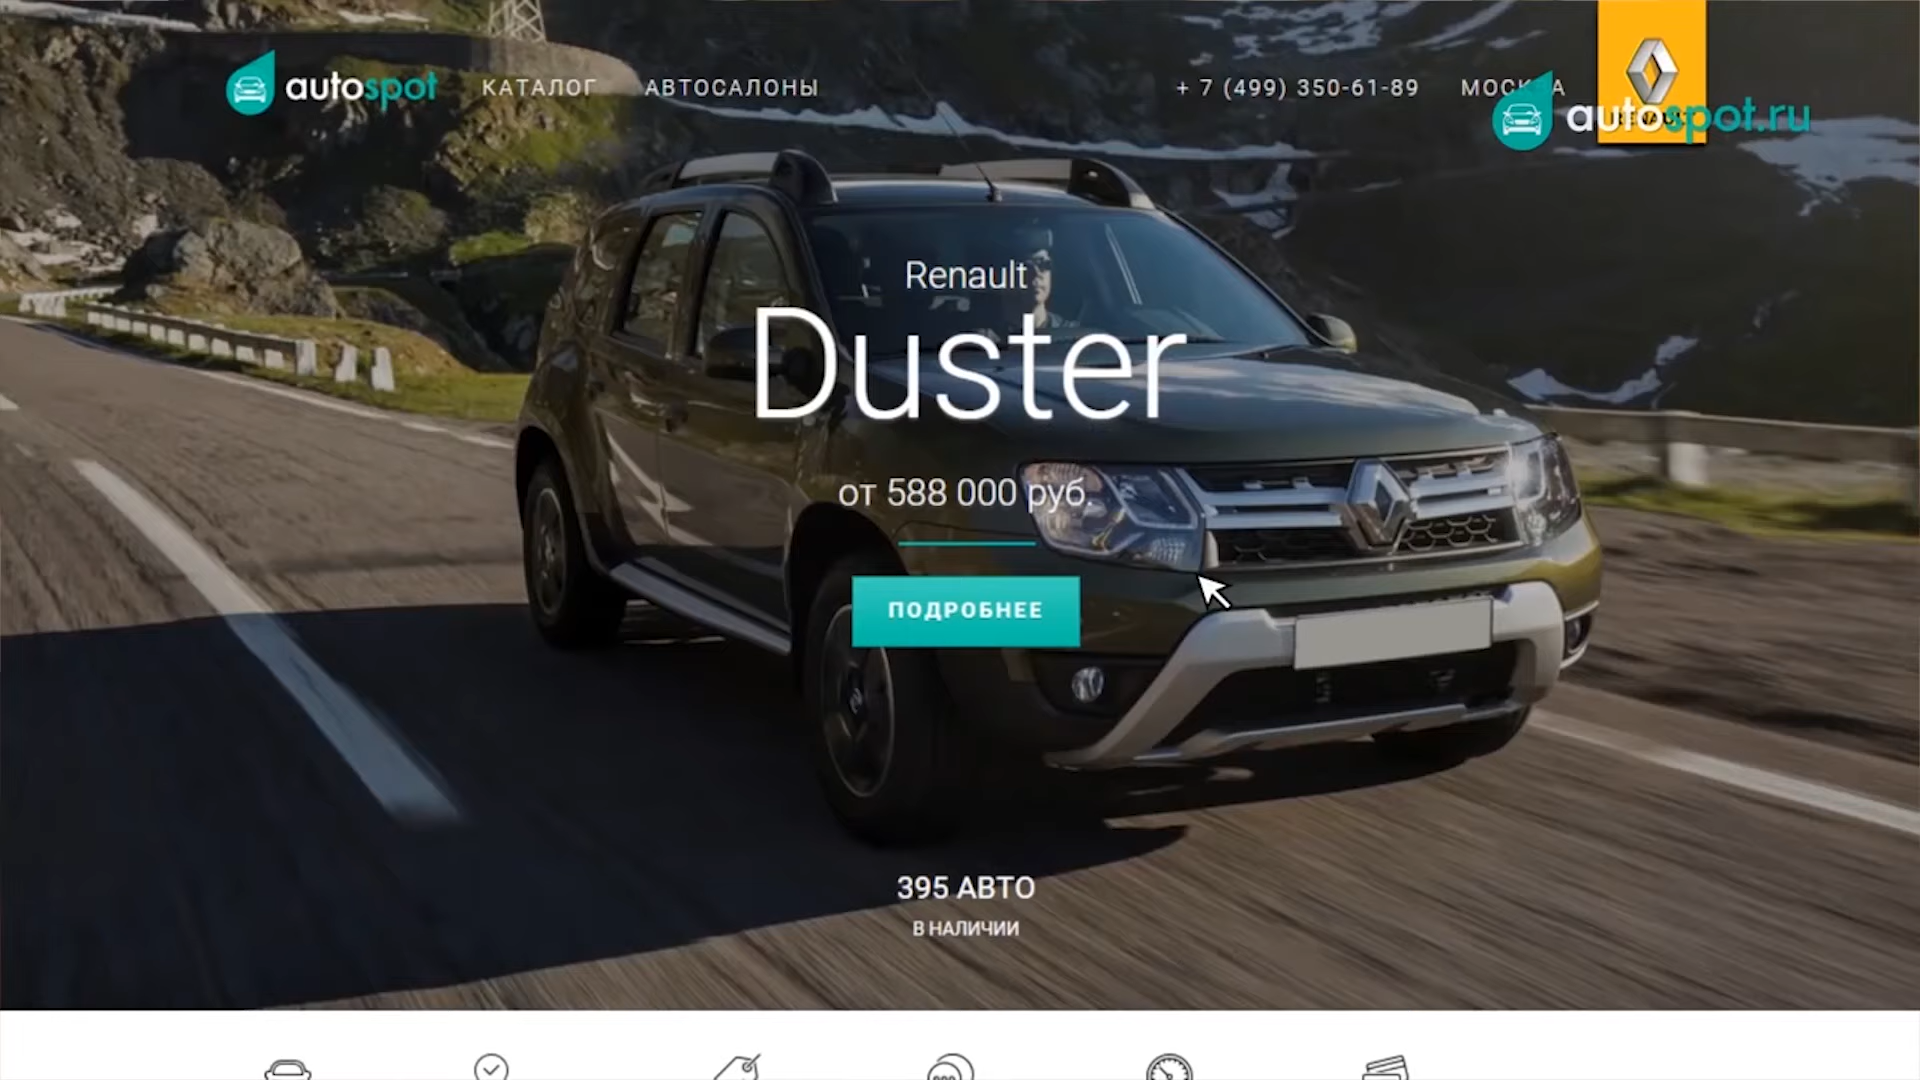 autospot
КАТАЛОГ
АВТОСАЛОНЫ
+ 7 (499) 350-61-89
МОСКВА
autospot.ru
Renault
Duster
от 588 000 руб.
ПОДРОБНЕЕ
395 АВТО
В НАЛИЧИИ